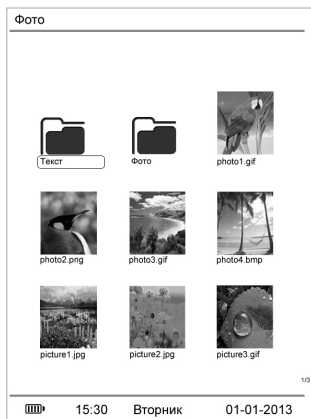 Фото
Текст
Фото
photo1.gif
photo2.png
photo3.gif
photo4.bmp
picture1.jpg
picture2.jpg
picture3.gif
1/3
15:30 Вторник 01-01-2013